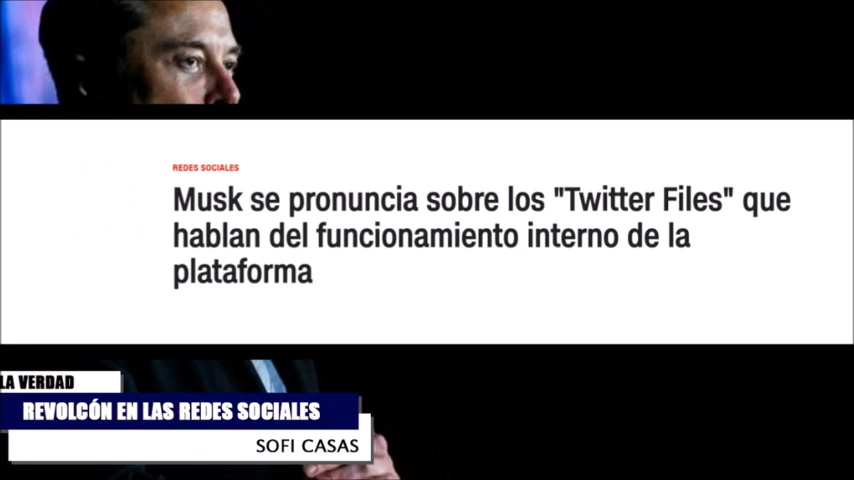 REDES SOCIALES
Musk se pronuncia sobre los "Twitter Files" que
hablan del funcionamiento interno de la
plataforma
LA VERDAD
REVOLCÓN EN LAS REDES SOCIALES
SOFI CASAS